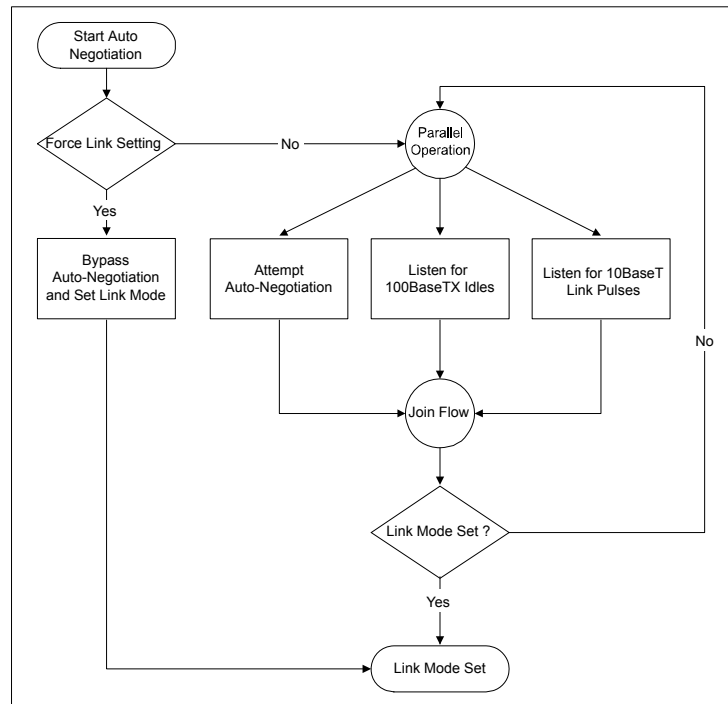 Start Auto
Negotiation
Force Link Setting
No
Parallel
Operation
Yes
Bypass
Auto-Negotiation
and Set Link Mode
Attempt
Auto-Negotiation
Listen for
100BaseTX Idles
Listen for 10BaseT
Link Pulses
No
Join Flow
Link Mode Set ?
Yes
Link Mode Set